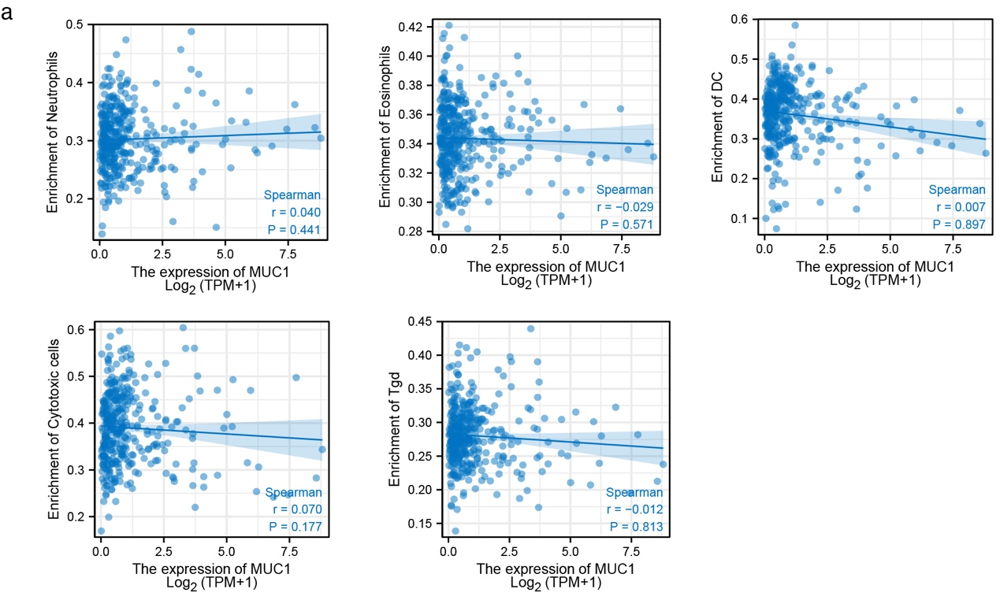 a
Enrichment of Neutrophils
0.5
0.4
0.3
0.2
Spearman
r = 0.040
P = 0.441
0.0 2.5 5.0 7.5
The expression of MUC1
Log2 (TPM+1)
Enrichment of Eosinophils
0.42
0.40
0.38
0.36
0.34
0.32
0.30
0.28
Spearman
r = −0.029
P = 0.571
0.0 2.5 5.0 7.5
The expression of MUC1
Log2 (TPM+1)
Enrichment of DC
0.6
0.5
0.4
0.3
0.2
0.1
Spearman
r = 0.007
P = 0.897
0.0 2.5 5.0 7.5
The expression of MUC1
Log2 (TPM+1)
Enrichment of Cytotoxic cells
0.6
0.5
0.4
0.3
0.2
Spearman
r = 0.070
P = 0.177
0.0 2.5 5.0 7.5
The expression of MUC1
Log2 (TPM+1)
Enrichment of Tgd
0.45
0.40
0.35
0.30
0.25
0.20
0.15
Spearman
r = −0.012
P = 0.813
0.0 2.5 5.0 7.5
The expression of MUC1
Log2 (TPM+1)